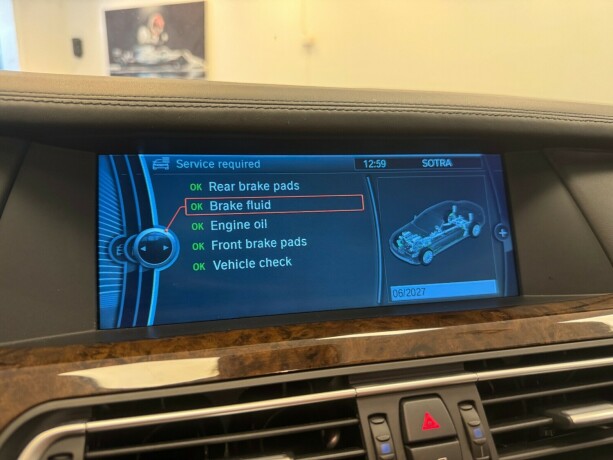 Service required
12:59
SOTRA
OK Rear brake pads
OK Brake fluid
OK Engine oil
OK Front brake pads
OK Vehicle check
06/2027